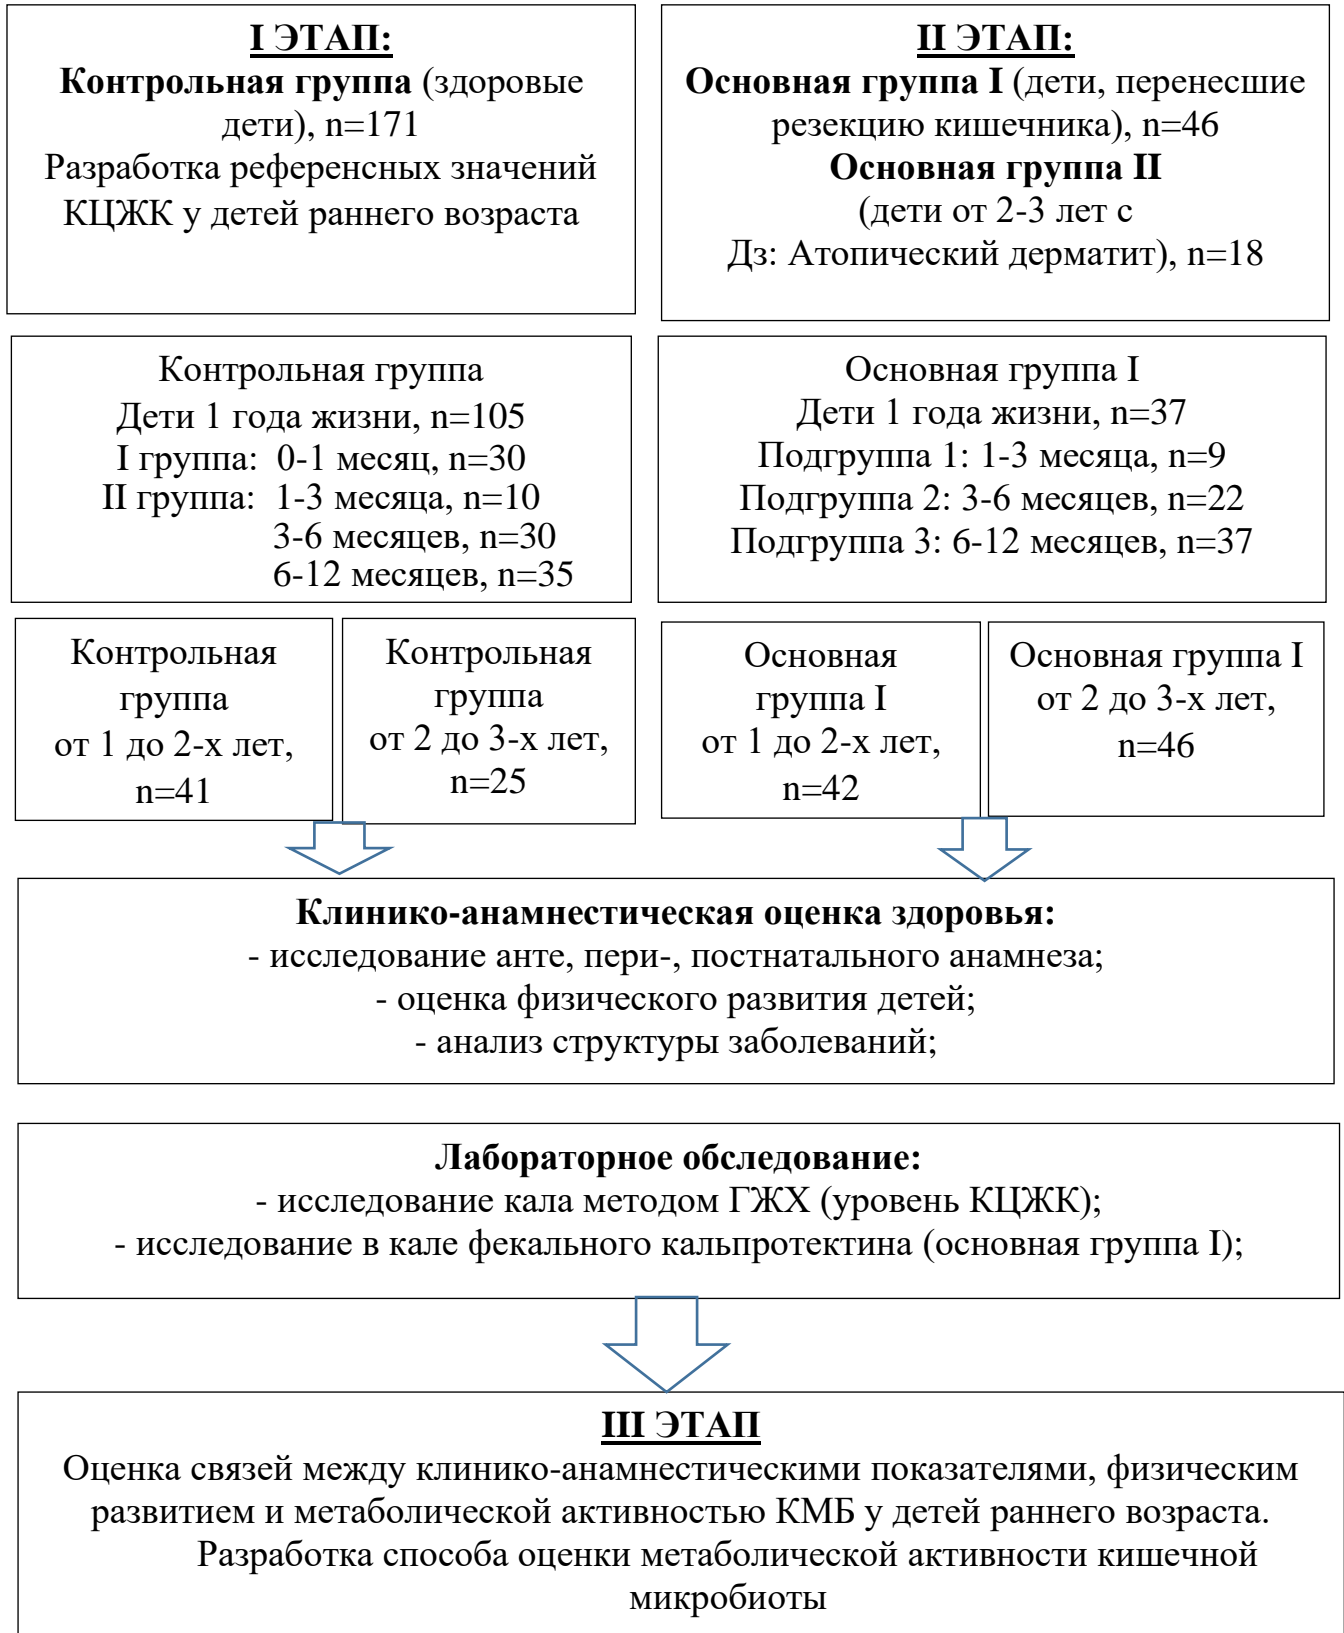 I ЭТАП:
Контрольная группа (здоровые
дети), n=171
Разработка референсных значений
КЦЖК у детей раннего возраста
II ЭТАП:
Основная группа I (дети, перенесшие
резекцию кишечника), n=46
Основная группа II
(дети от 2-3 лет с
Дз: Атопический дерматит), n=18
Контрольная группа
Дети 1 года жизни, n=105
I группа: 0-1 месяц, n=30
II группа: 1-3 месяца, n=10
3-6 месяцев, n=30
6-12 месяцев, n=35
Основная группа I
Дети 1 года жизни, n=37
Подгруппа 1: 1-3 месяца, n=9
Подгруппа 2: 3-6 месяцев, n=22
Подгруппа 3: 6-12 месяцев, n=37
Контрольная
группа
от 1 до 2-х лет,
n=41
Контрольная
группа
от 2 до 3-х лет,
n=25
Основная
группа I
от 1 до 2-х лет,
n=42
Основная группа I
от 2 до 3-х лет,
n=46
Клинико-анамнестическая оценка здоровья:
- исследование анте, пери-, постнатального анамнеза;
- оценка физического развития детей;
- анализ структуры заболеваний;
Лабораторное обследование:
- исследование кала методом ГЖХ (уровень КЦЖК);
- исследование в кале фекального кальпротектина (основная группа I);
III ЭТАП
Оценка связей между клинико-анамнестическими показателями, физическим
развитием и метаболической активностью КМБ у детей раннего возраста.
Разработка способа оценки метаболической активности кишечной
микробиоты